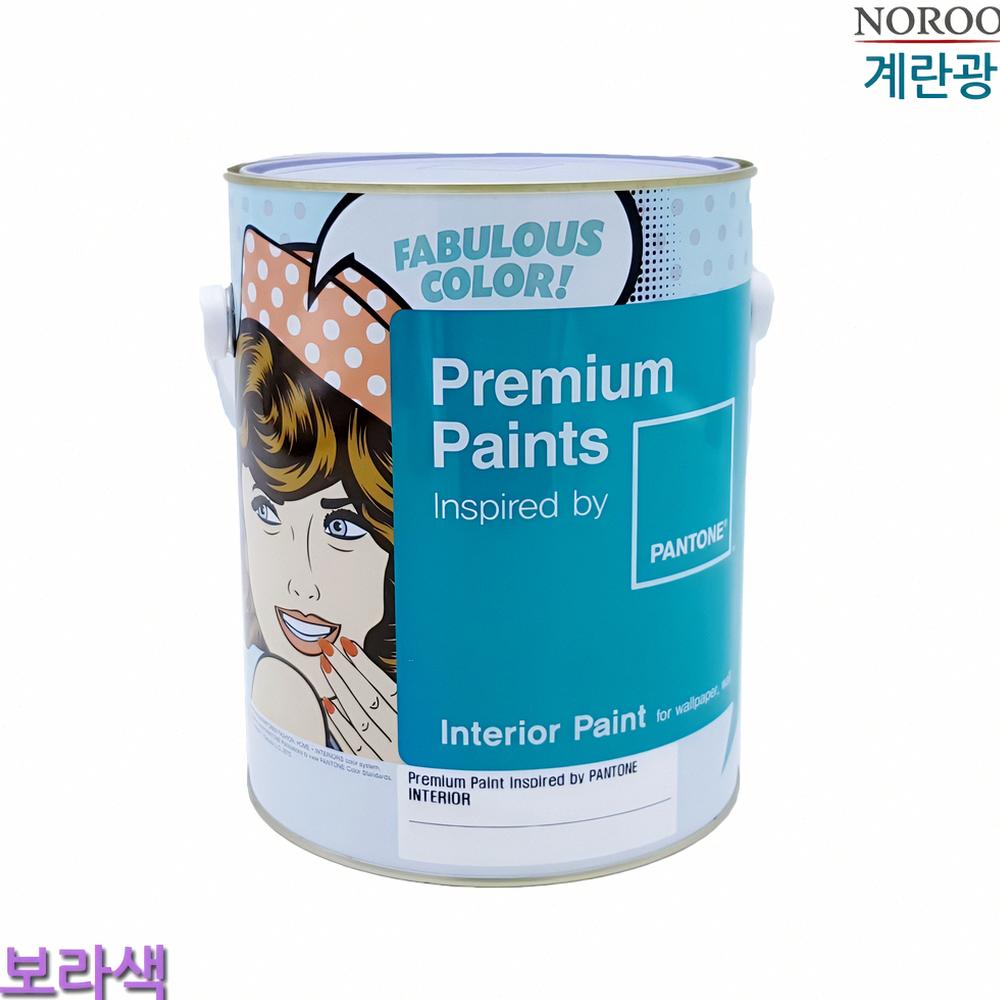 NOROO
계란광
FABULOUS
COLOR!
Premium
Paints
Inspired by
PANTONE®
Interior Paint for wallpaper, wall
Premium Paint Inspired by PANTONE
INTERIOR
보라색